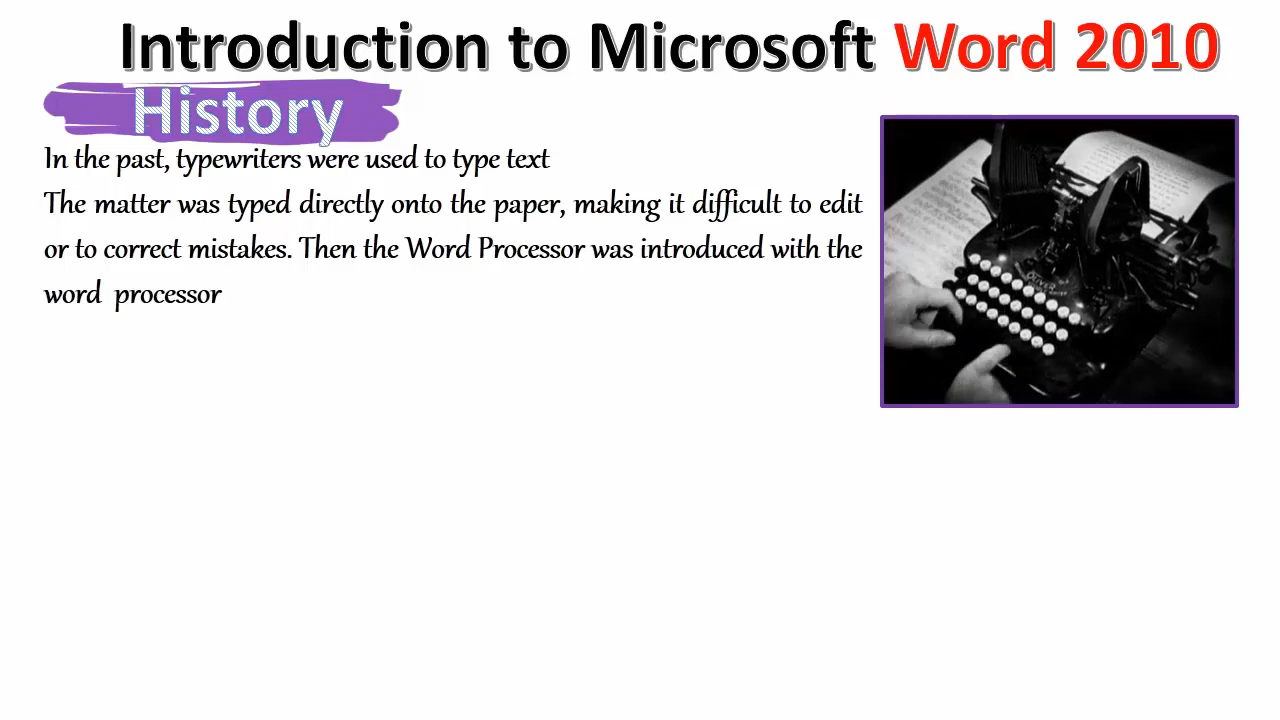 Introduction to Microsoft Word 2010
History
In the past, typewriters were used to type text
The matter was typed directly onto the paper, making it difficult to edit
or to correct mistakes. Then the Word Processor was introduced with the
word processor
OLIVER